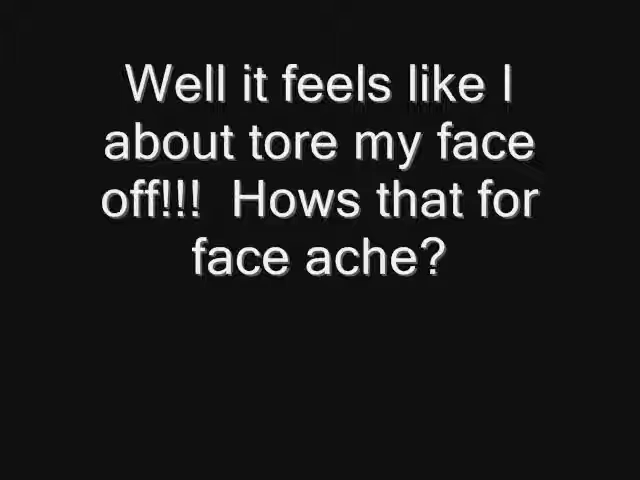 Well it feels like I
about tore my face
off!!!  Hows that for
face ache?